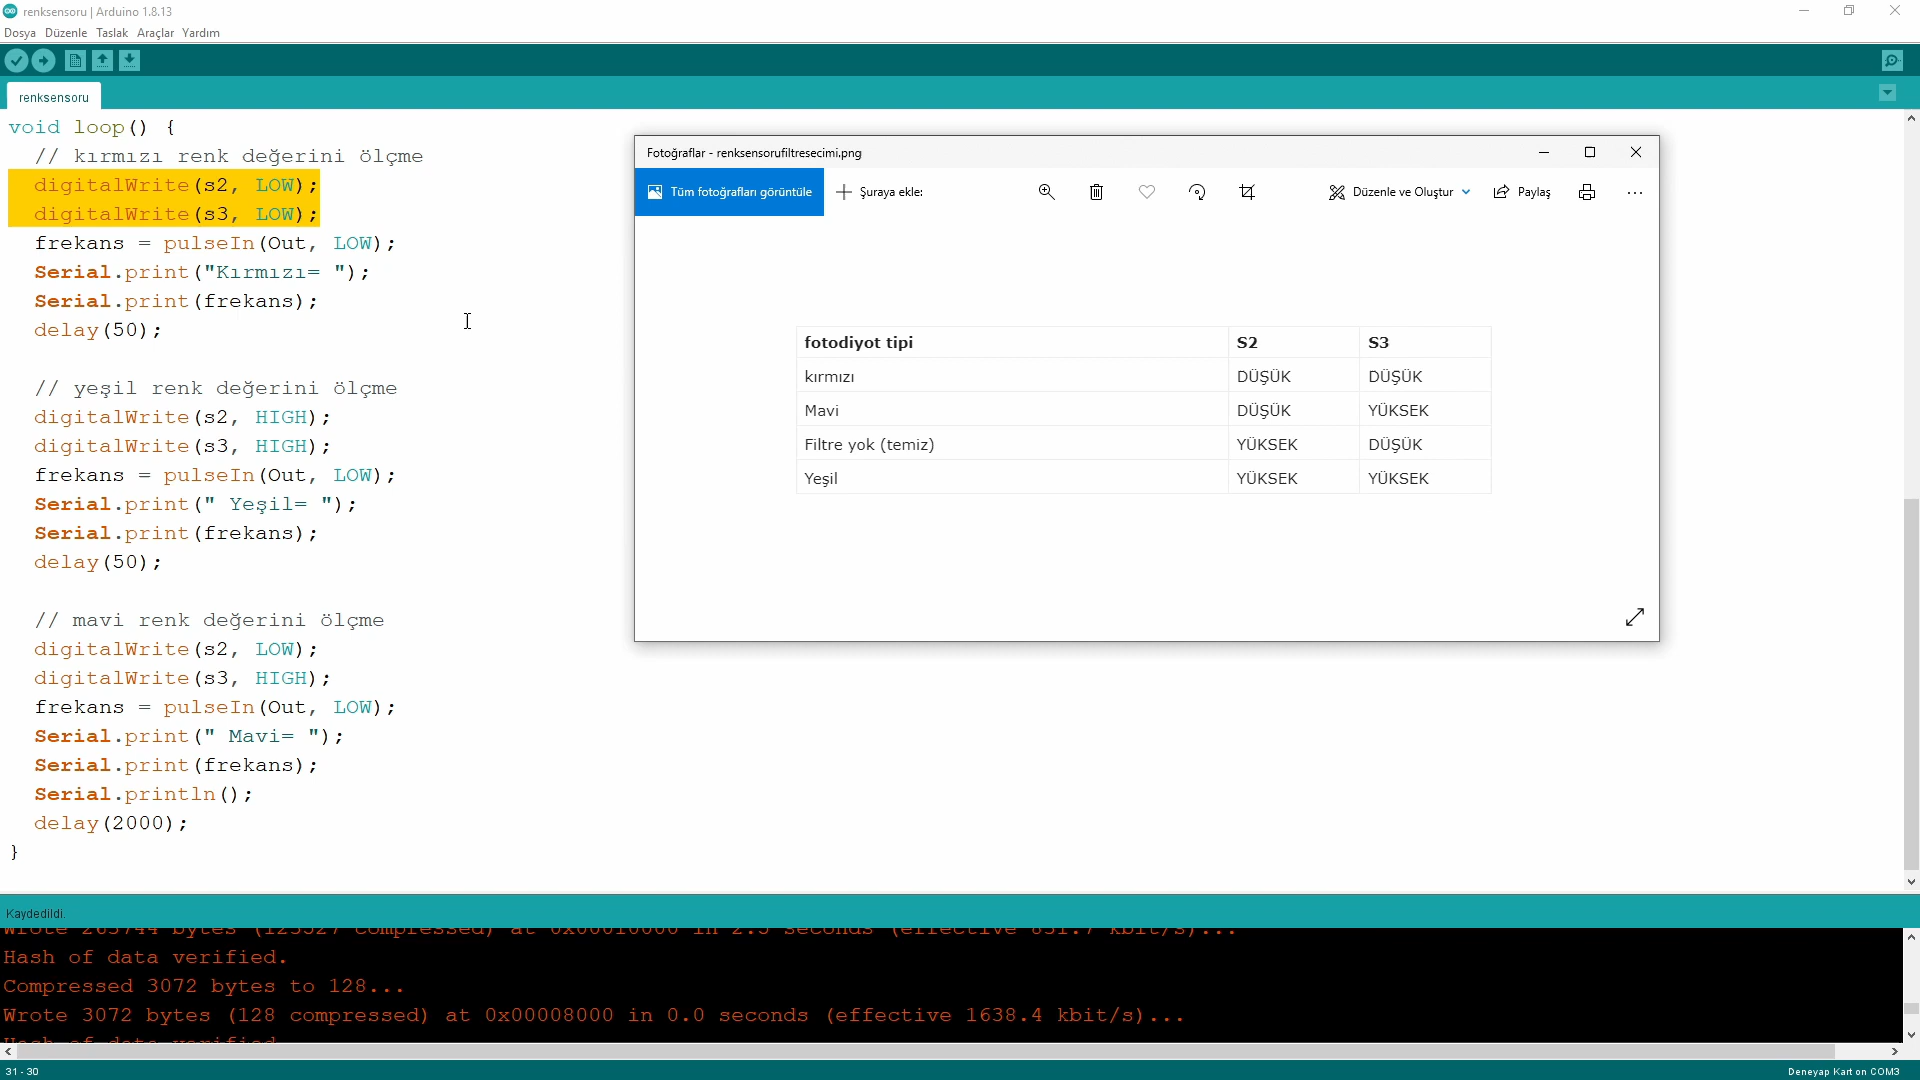 renksensoru | Arduino 1.8.13
Dosya Düzenle Taslak Araçlar Yardım
renksensoru
void loop() {
// kırmızı renk değerini ölçme
digitalWrite(s2, LOW);
digitalWrite(s3, LOW);
frekans = pulseIn(Out, LOW);
Serial.print("Kırmızı= ");
Serial.print(frekans);
delay(50);
// yeşil renk değerini ölçme
digitalWrite(s2, HIGH);
digitalWrite(s3, HIGH);
frekans = pulseIn(Out, LOW);
Serial.print(" Yeşil= ");
Serial.print(frekans);
delay(50);
// mavi renk değerini ölçme
digitalWrite(s2, LOW);
digitalWrite(s3, HIGH);
frekans = pulseIn(Out, LOW);
Serial.print(" Mavi= ");
Serial.print(frekans);
Serial.println();
delay(2000);
}
Fotoğraflar - renksensorufiltresecimi.png
Tüm fotoğrafları görüntüle Şuraya ekle: Düzenle ve Oluştur Paylaş
fotodiyot tipi S2 S3
kırmızı DÜŞÜK DÜŞÜK
Mavi DÜŞÜK YÜKSEK
Filtre yok (temiz) YÜKSEK DÜŞÜK
Yeşil YÜKSEK YÜKSEK
Kaydedildi.
Hash of data verified.
Compressed 3072 bytes to 128...
Wrote 3072 bytes (128 compressed) at 0x00008000 in 0.0 seconds (effective 1638.4 kbit/s)...
Hash of data verified.
31 - 30
Deneyap Kart on COM3